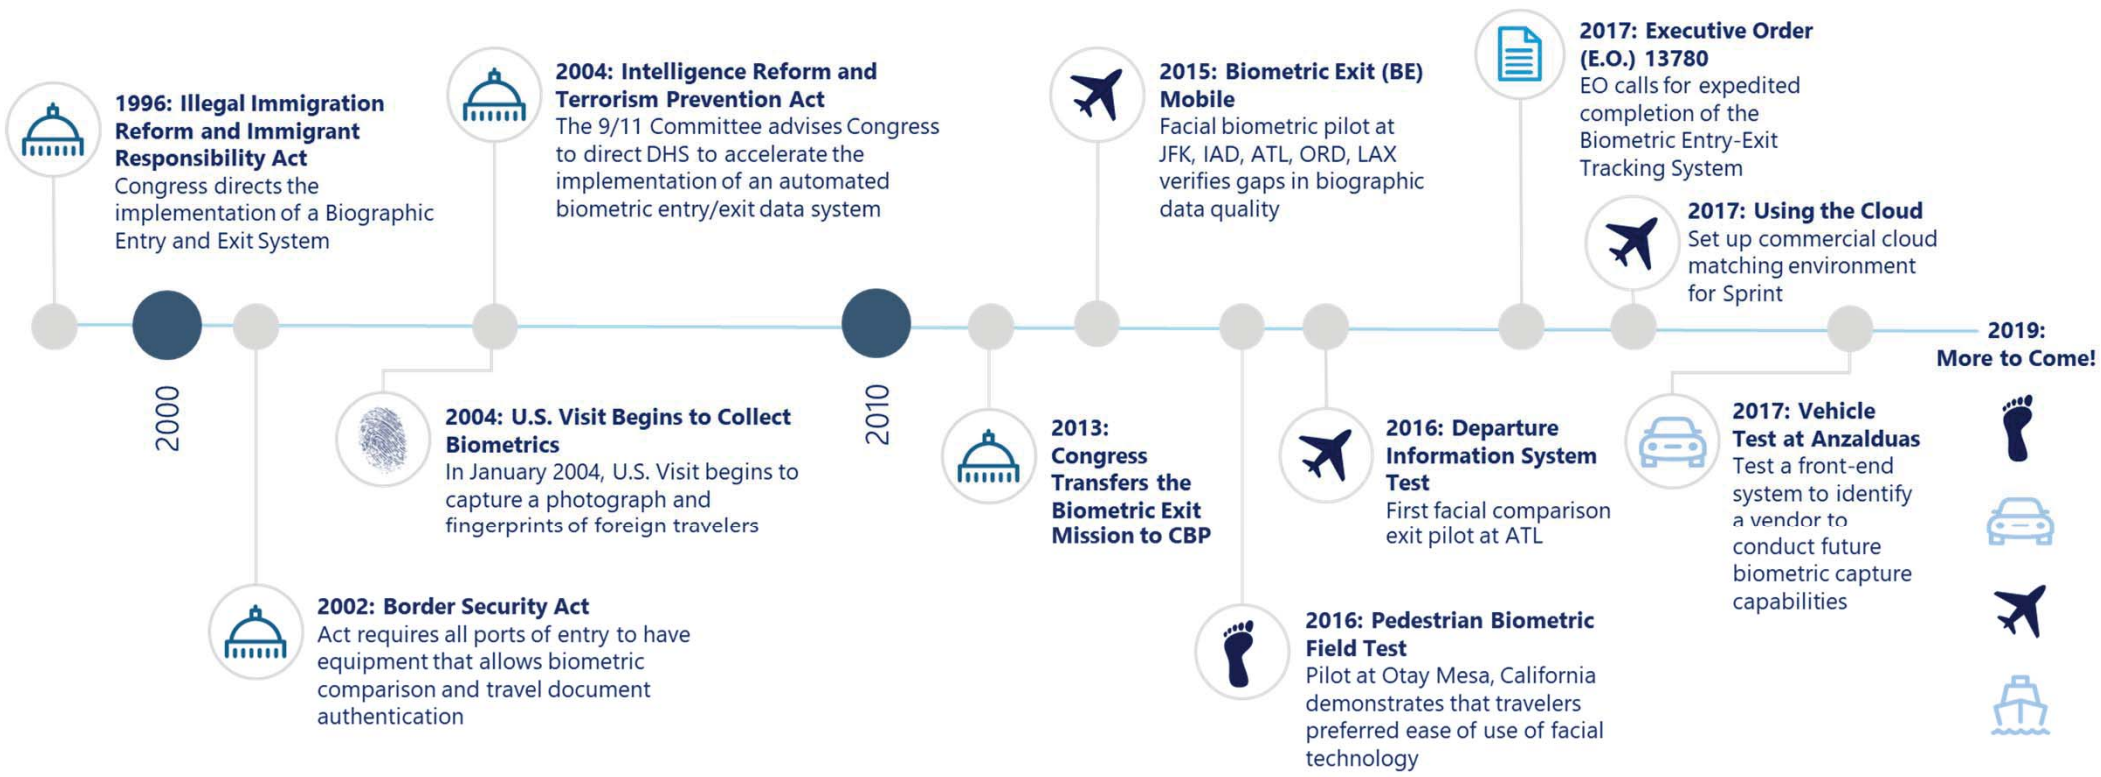 1996: Illegal Immigration
Reform and Immigrant
Responsibility Act
Congress directs the
implementation of a Biographic
Entry and Exit System
2004: Intelligence Reform and
Terrorism Prevention Act
The 9/11 Committee advises Congress
to direct DHS to accelerate the
implementation of an automated
biometric entry/exit data system
2015: Biometric Exit (BE)
Mobile
Facial biometric pilot at
JFK, IAD, ATL, ORD, LAX
verifies gaps in biographic
data quality
2017: Executive Order
(E.O.) 13780
EO calls for expedited
completion of the
Biometric Entry-Exit
Tracking System
2017: Using the Cloud
Set up commercial cloud
matching environment
for Sprint
2019:
More to Come!
2000
2010
2004: U.S. Visit Begins to Collect
Biometrics
In January 2004, U.S. Visit begins to
capture a photograph and
fingerprints of foreign travelers
2002: Border Security Act
Act requires all ports of entry to have
equipment that allows biometric
comparison and travel document
authentication
2013:
Congress
Transfers the
Biometric Exit
Mission to CBP
2016: Departure
Information System
Test
First facial comparison
exit pilot at ATL
2016: Pedestrian Biometric
Field Test
Pilot at Otay Mesa, California
demonstrates that travelers
preferred ease of use of facial
technology
2017: Vehicle
Test at Anzalduas
Test a front-end
system to identify
a vendor to
conduct future
biometric capture
capabilities